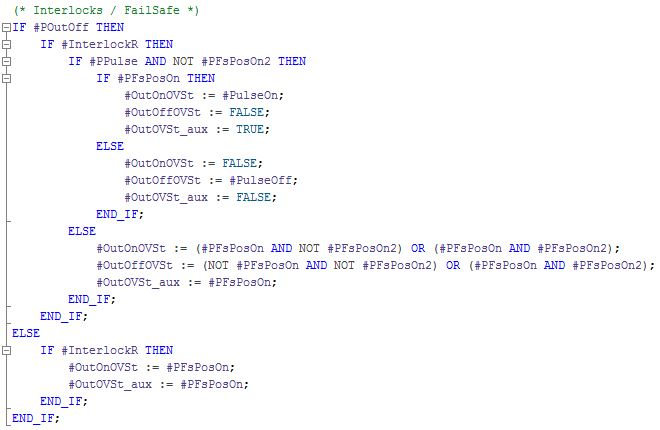 (* Interlocks / FailSafe *)
IF #POutOff THEN
    IF #InterlockR THEN
        IF #PPulse AND NOT #PFsPosOn2 THEN
            IF #PFsPosOn THEN
                #OutOnOVSt := #PulseOn;
                #OutOffOVSt := FALSE;
                #OutOVSt_aux := TRUE;
            ELSE
                #OutOnOVSt := FALSE;
                #OutOffOVSt := #PulseOff;
                #OutOVSt_aux := FALSE;
            END_IF;
        ELSE
            #OutOnOVSt := (#PFsPosOn AND NOT #PFsPosOn2) OR (#PFsPosOn AND #PFsPosOn2);
            #OutOffOVSt := (NOT #PFsPosOn AND NOT #PFsPosOn2) OR (#PFsPosOn AND #PFsPosOn2);
            #OutOVSt_aux := #PFsPosOn;
        END_IF;
    END_IF;
ELSE
    IF #InterlockR THEN
        #OutOnOVSt := #PFsPosOn;
        #OutOVSt_aux := #PFsPosOn;
    END_IF;
END_IF;